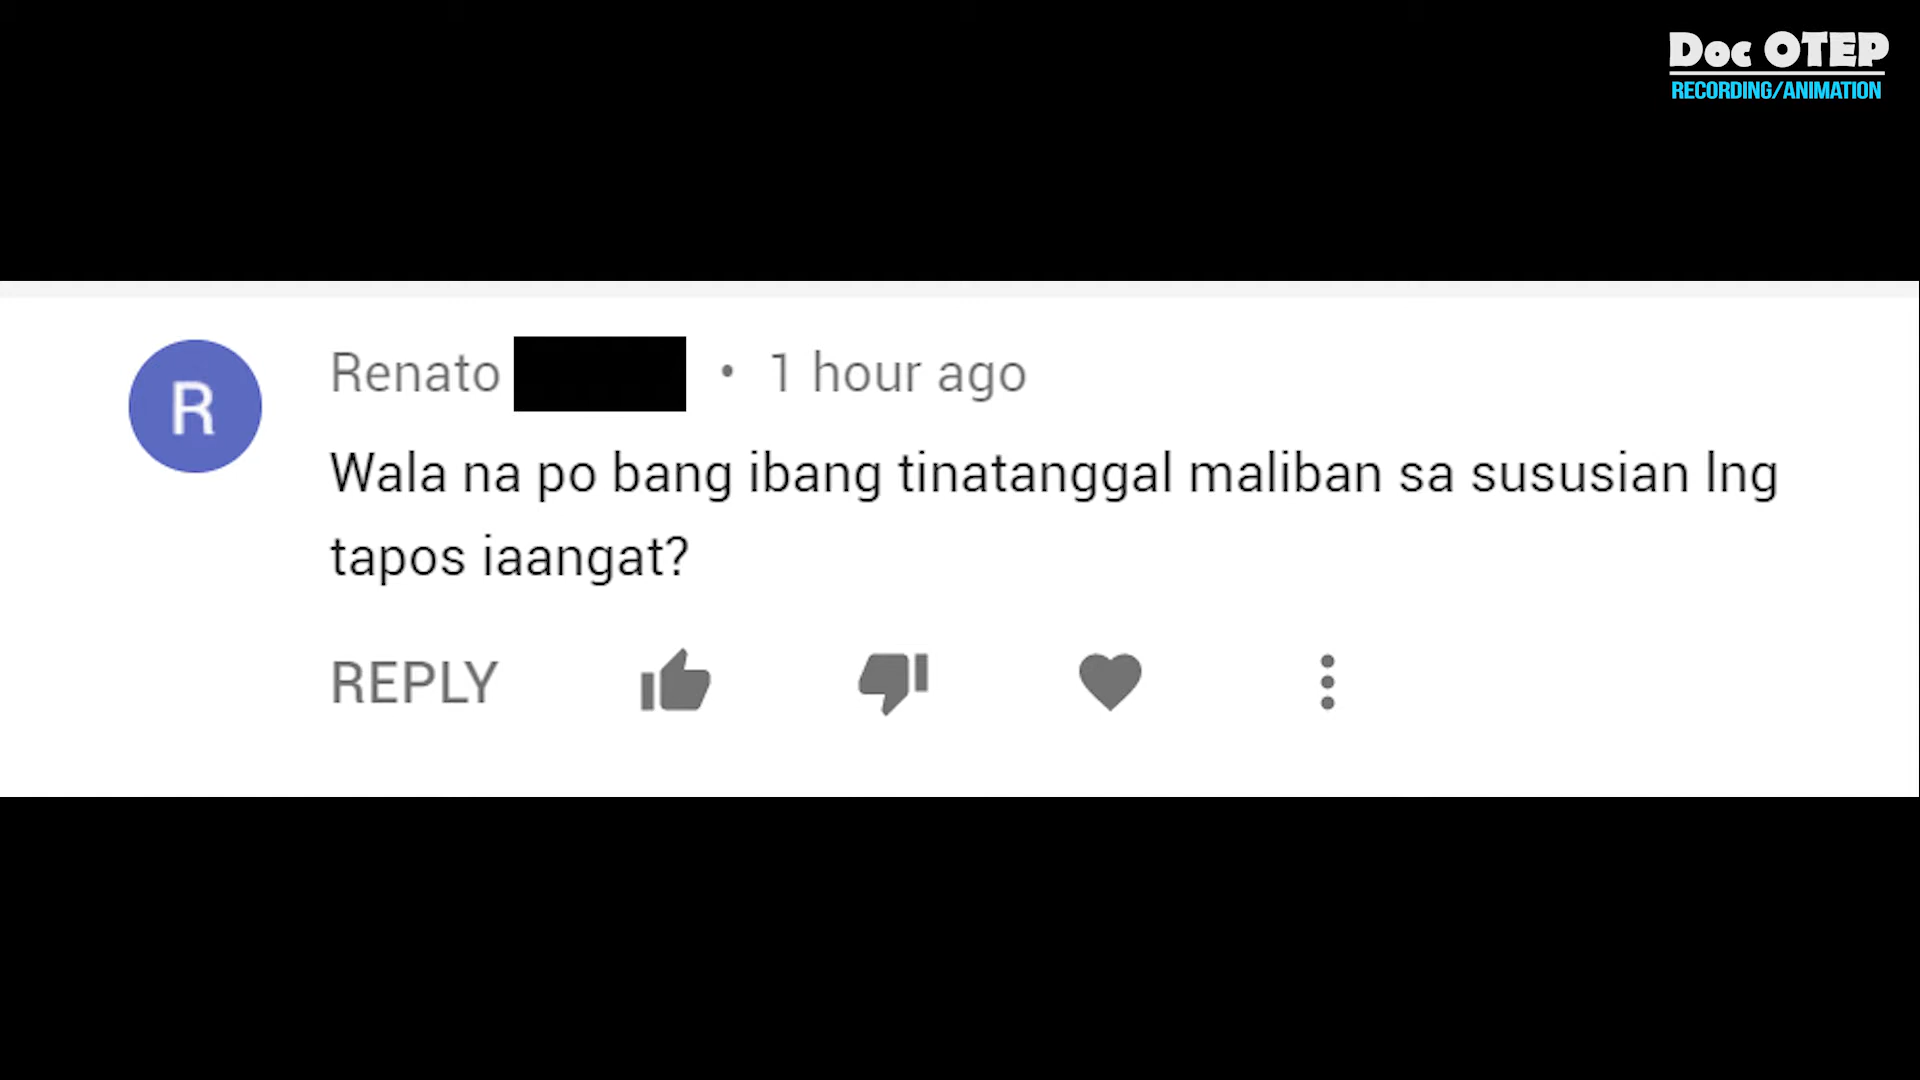 Doc OTEP
RECORDING/ANIMATION
R
Renato • 1 hour ago
Wala na po bang ibang tinatanggal maliban sa sususian lng
tapos iaangat?
REPLY